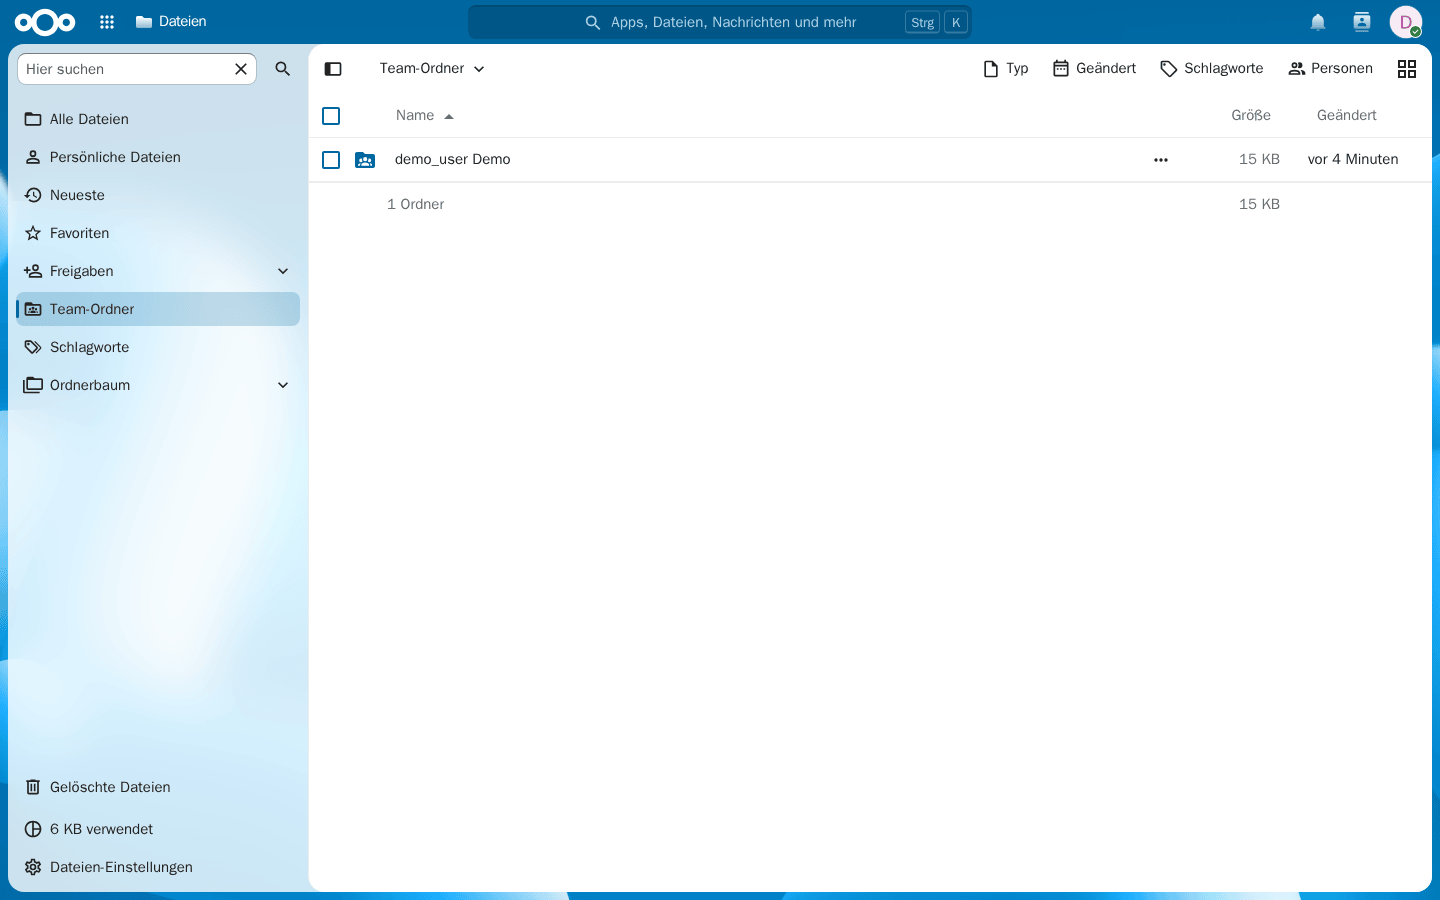 Dateien
Apps, Dateien, Nachrichten und mehr
Strg K
D
Hier suchen
Alle Dateien
Persönliche Dateien
Neueste
Favoriten
Freigaben
Team-Ordner
Schlagworte
Ordnerbaum
Gelöschte Dateien
6 KB verwendet
Dateien-Einstellungen
Team-Ordner
Typ
Geändert
Schlagworte
Personen
Name
Größe
Geändert
demo_user Demo
15 KB
vor 4 Minuten
1 Ordner
15 KB